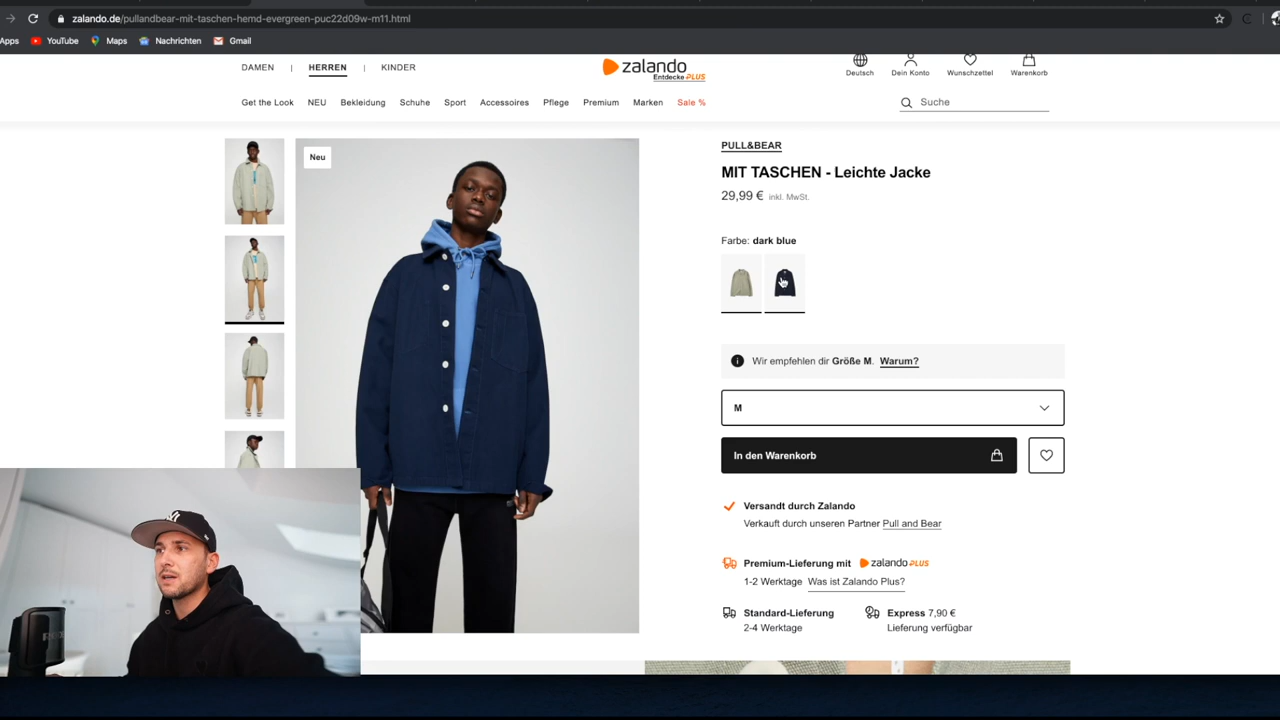 zalando.de/pullandbear-mit-taschen-hemd-evergreen-puc22d09w-m11.html
Apps YouTube Maps Nachrichten Gmail
DAMEN | HERREN | KINDER
zalando
Entdecke PLUS
Deutsch Dein Konto Wunschzettel Warenkorb
Get the Look NEU Bekleidung Schuhe Sport Accessoires Pflege Premium Marken Sale %
Suche
Neu
PULL&BEAR
MIT TASCHEN - Leichte Jacke
29,99 € inkl. MwSt.
Farbe: dark blue
Wir empfehlen dir Größe M. Warum?
M
In den Warenkorb
Versandt durch Zalando
Verkauft durch unseren Partner Pull and Bear
Premium-Lieferung mit zalando PLUS
1-2 Werktage Was ist Zalando Plus?
Standard-Lieferung
2-4 Werktage
Express 7,90 €
Lieferung verfügbar